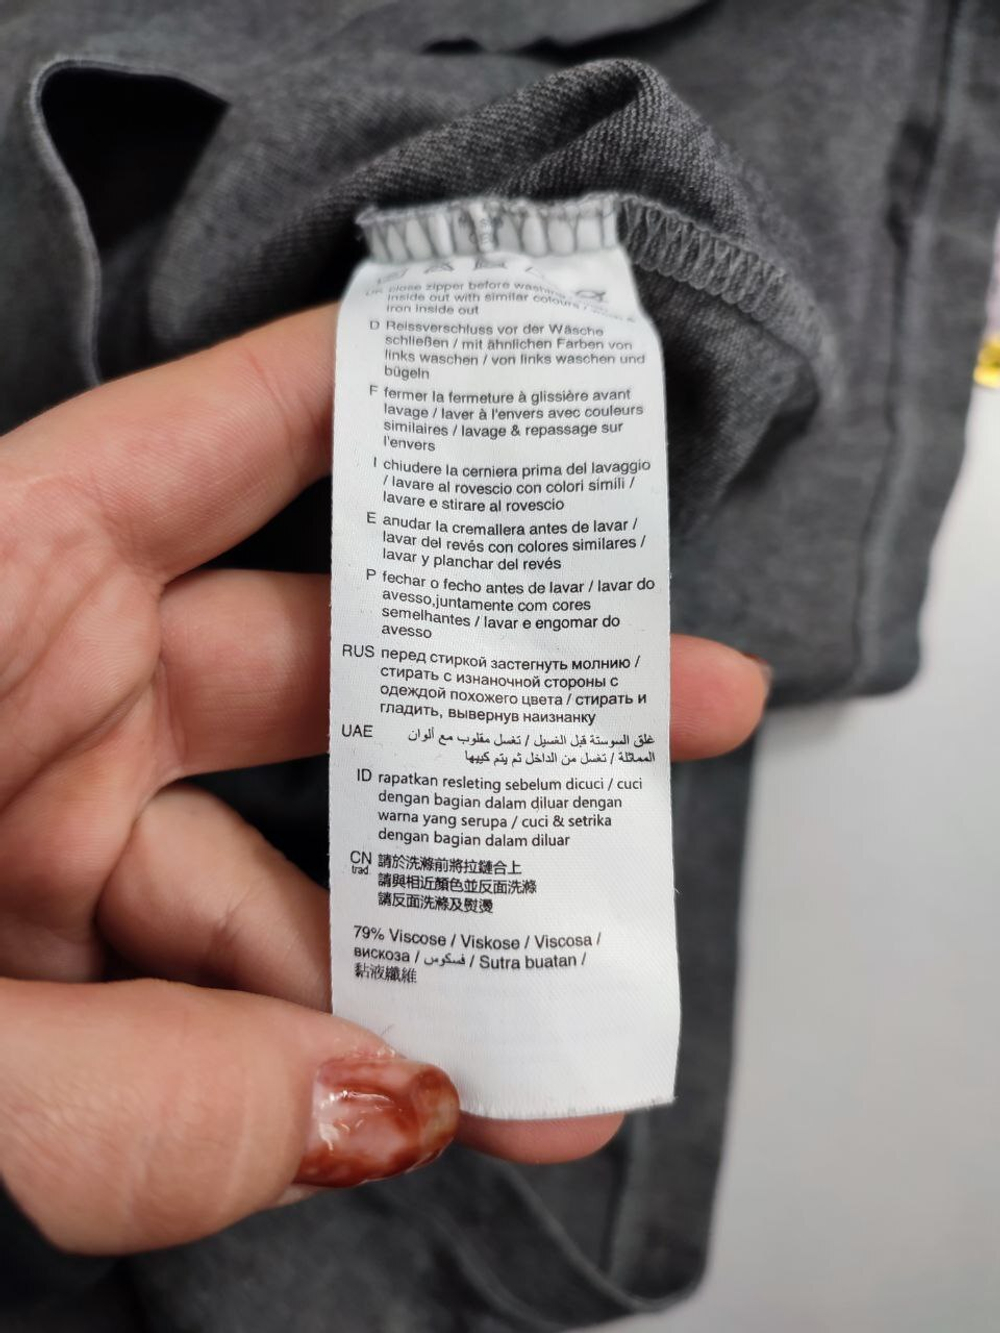 close zipper before washing
inside out with similar colours /
iron inside out
D Reissverschluss vor der Wäsche
schließen / mit ähnlichen Farben von
links waschen / von links waschen und
bügeln
F fermer la fermeture à glissière avant
lavage / laver à l'envers avec couleurs
similaires / lavage & repassage sur
l'envers
I chiudere la cerniera prima del lavaggio
/ lavare al rovescio con colori simili /
lavare e stirare al rovescio
E anudar la cremallera antes de lavar /
lavar del revés con colores similares /
lavar y planchar del revés
P fechar o fecho antes de lavar / lavar do
avesso,juntamente com cores
semelhantes / lavar e engomar do
avesso
RUS перед стиркой застегнуть молнию /
стирать с изнаночной стороны с
одеждой похожего цвета / стирать и
гладить, вывернув наизнанку
UAE غلق السوستة قبل الغسيل / تغسل مقلوب مع ألوان
المماثلة / تغسل من الداخل ثم يتم كييها
ID rapatkan resleting sebelum dicuci / cuci
dengan bagian dalam diluar dengan
warna yang serupa / cuci & setrika
dengan bagian dalam diluar
CN trad. 請於洗滌前將拉鏈合上
請與相近顏色並反面洗滌
請反面洗滌及熨燙
79% Viscose / Viskose / Viscosa /
вискоза / فسكوس / Sutra buatan /
黏液纖維